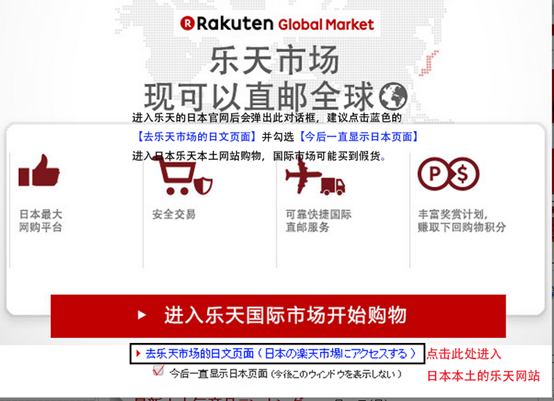 Rakuten Global Market
乐天市场
现可以直邮全球
进入乐天的日本官网后会弹出此对话框，建议点击蓝色的
【去乐天市场的日文页面】并勾选【今后一直显示日本页面】
进入日本乐天本土网站购物，国际市场可能买到假货。
日本最大
网购平台
安全交易
可靠快捷国际
直邮服务
丰富奖赏计划，
赚取下回购物积分
进入乐天国际市场开始购物
去乐天市场的日文页面（日本の楽天市場にアクセスする）
点击此处进入
今后一直显示日本页面（今後このウィンドウを表示しない）
日本本土的乐天网站